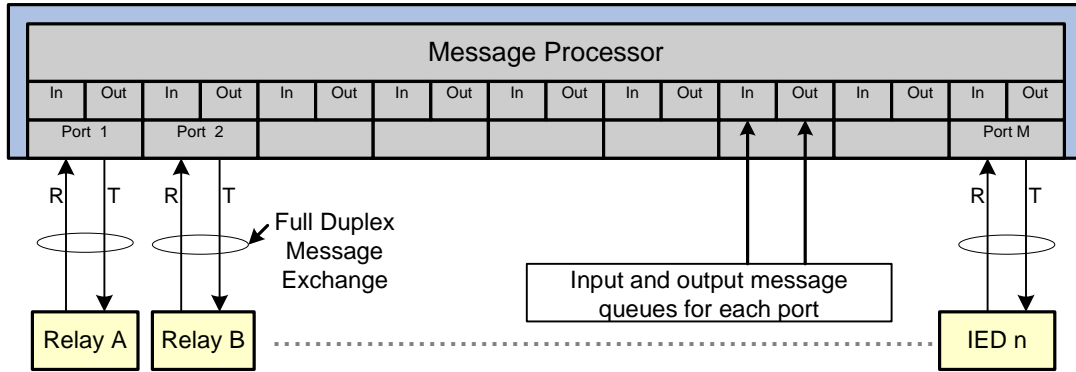 Message Processor
In Out In Out In Out In Out In Out In Out In Out In Out In Out
Port 1 Port 2 Port M
R T R T R T
Full Duplex
Message
Exchange
Input and output message
queues for each port
Relay A Relay B IED n